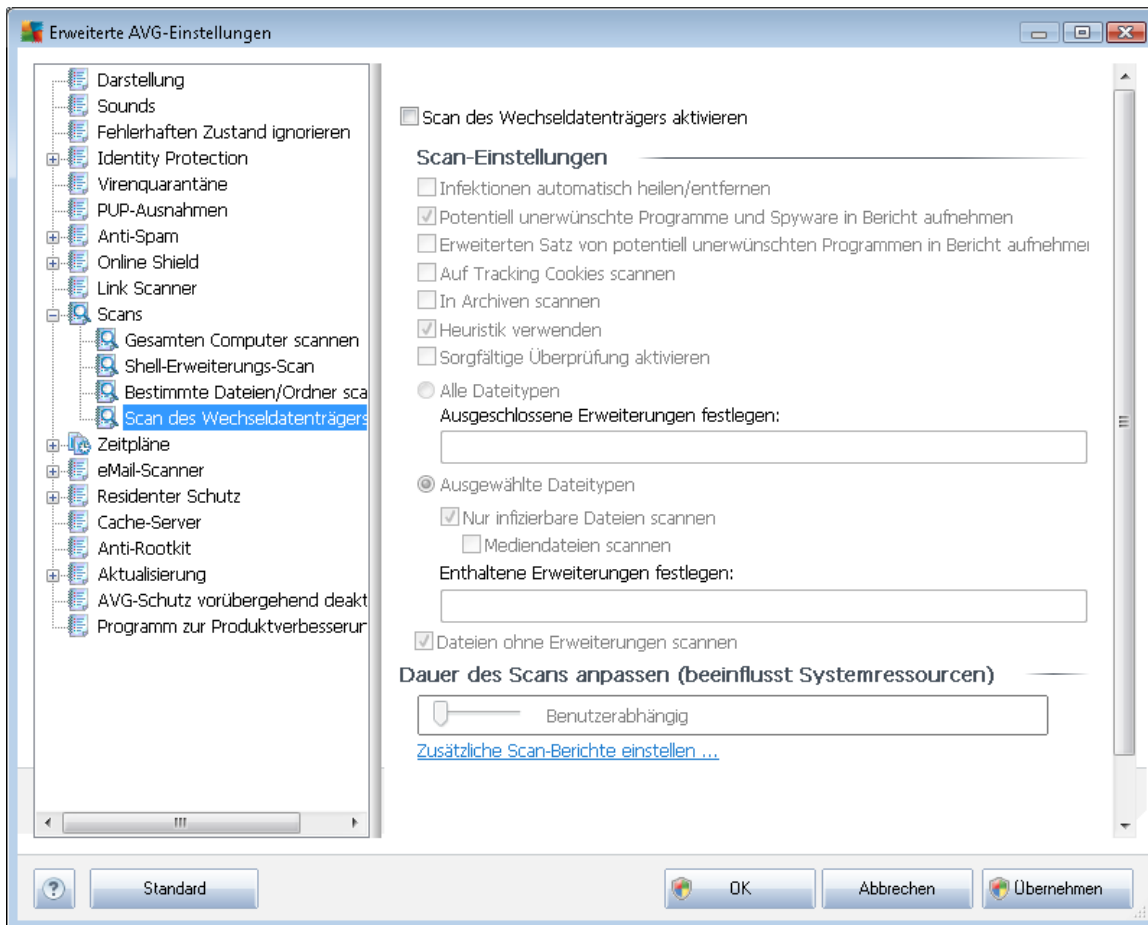 Erweiterte AVG-Einstellungen
Darstellung
Sounds
Fehlerhaften Zustand ignorieren
Identity Protection
Virenquarantäne
PUP-Ausnahmen
Anti-Spam
Online Shield
Link Scanner
Scans
Gesamten Computer scannen
Shell-Erweiterungs-Scan
Bestimmte Dateien/Ordner sca
Scan des Wechseldatenträgers
Zeitpläne
eMail-Scanner
Residenter Schutz
Cache-Server
Anti-Rootkit
Aktualisierung
AVG-Schutz vorübergehend deakt
Programm zur Produktverbesserur
Scan des Wechseldatenträgers aktivieren
Scan-Einstellungen
Infektionen automatisch heilen/entfernen
Potentiell unerwünschte Programme und Spyware in Bericht aufnehmen
Erweiterten Satz von potentiell unerwünschten Programmen in Bericht aufnehmer
Auf Tracking Cookies scannen
In Archiven scannen
Heuristik verwenden
Sorgfältige Überprüfung aktivieren
Alle Dateitypen
Ausgeschlossene Erweiterungen festlegen:
Ausgewählte Dateitypen
Nur infizierbare Dateien scannen
Mediendateien scannen
Enthaltene Erweiterungen festlegen:
Dateien ohne Erweiterungen scannen
Dauer des Scans anpassen (beeinflusst Systemressourcen)
Benutzerabhängig
Zusätzliche Scan-Berichte einstellen ...
? Standard OK Abbrechen Übernehmen